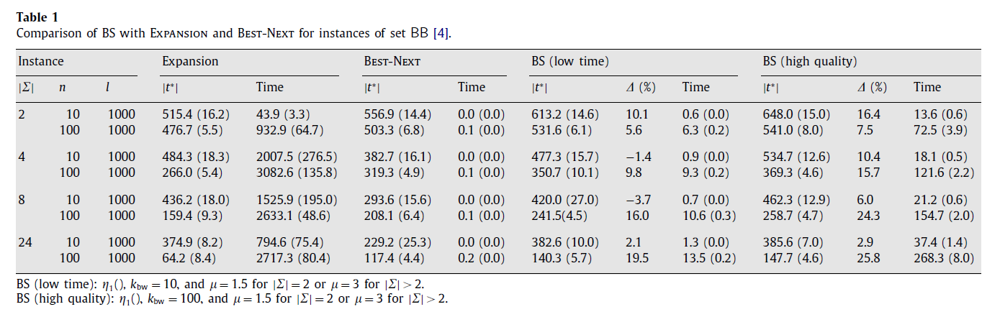 Table 1
Comparison of BS with EXPANSION and BEST-NEXT for instances of set BB [4].
Instance Expansion BEST-NEXT BS (low time) BS (high quality)
|Σ| n l |t*| Time |t*| Time |t*| Δ (%) Time |t*| Δ (%) Time
2 10 1000 515.4 (16.2) 43.9 (3.3) 556.9 (14.4) 0.0 (0.0) 613.2 (14.6) 10.1 0.6 (0.0) 648.0 (15.0) 16.4 13.6 (0.6)
100 1000 476.7 (5.5) 932.9 (64.7) 503.3 (6.8) 0.1 (0.0) 531.6 (6.1) 5.6 6.3 (0.2) 541.0 (8.0) 7.5 72.5 (3.9)
4 10 1000 484.3 (18.3) 2007.5 (276.5) 382.7 (16.1) 0.0 (0.0) 477.3 (15.7) −1.4 0.9 (0.0) 534.7 (12.6) 10.4 18.1 (0.5)
100 1000 266.0 (5.4) 3082.6 (135.8) 319.3 (4.9) 0.1 (0.0) 350.7 (10.1) 9.8 9.3 (0.2) 369.3 (4.6) 15.7 121.6 (2.2)
8 10 1000 436.2 (18.0) 1525.9 (195.0) 293.6 (15.6) 0.0 (0.0) 420.0 (27.0) −3.7 0.7 (0.0) 462.3 (12.9) 6.0 21.2 (0.6)
100 1000 159.4 (9.3) 2633.1 (48.6) 208.1 (6.4) 0.1 (0.0) 241.5(4.5) 16.0 10.6 (0.3) 258.7 (4.7) 24.3 154.7 (2.0)
24 10 1000 374.9 (8.2) 794.6 (75.4) 229.2 (25.3) 0.0 (0.0) 382.6 (10.0) 2.1 1.3 (0.0) 385.6 (7.0) 2.9 37.4 (1.4)
100 1000 64.2 (8.4) 2717.3 (80.4) 117.4 (4.4) 0.2 (0.0) 140.3 (5.7) 19.5 13.5 (0.2) 147.7 (4.6) 25.8 268.3 (8.0)
BS (low time): η₁(), k_bw = 10, and μ = 1.5 for |Σ| = 2 or μ = 3 for |Σ| > 2.
BS (high quality): η₁(), k_bw = 100, and μ = 1.5 for |Σ| = 2 or μ = 3 for |Σ| > 2.